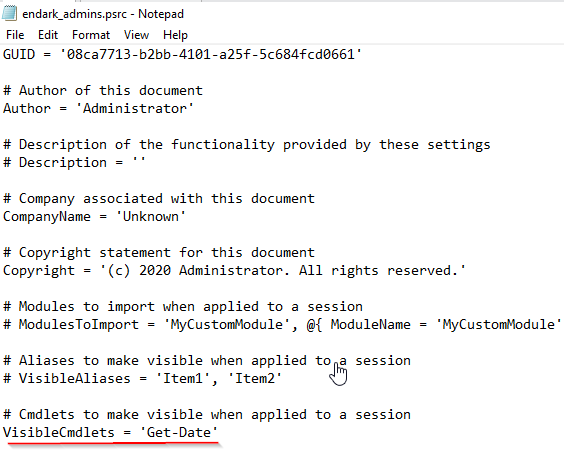 endark_admins.psrc - Notepad
File Edit Format View Help
GUID = '08ca7713-b2bb-4101-a25f-5c684fcd0661'
# Author of this document
Author = 'Administrator'
# Description of the functionality provided by these settings
# Description = ''
# Company associated with this document
CompanyName = 'Unknown'
# Copyright statement for this document
Copyright = '(c) 2020 Administrator. All rights reserved.'
# Modules to import when applied to a session
# ModulesToImport = 'MyCustomModule', @{ ModuleName = 'MyCustomModule'
# Aliases to make visible when applied to a session
# VisibleAliases = 'Item1', 'Item2'
# Cmdlets to make visible when applied to a session
VisibleCmdlets = 'Get-Date'